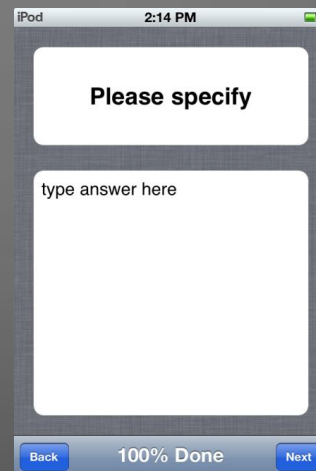 iPod 2:14 PM
Please specify
type answer here
Back 100% Done Next